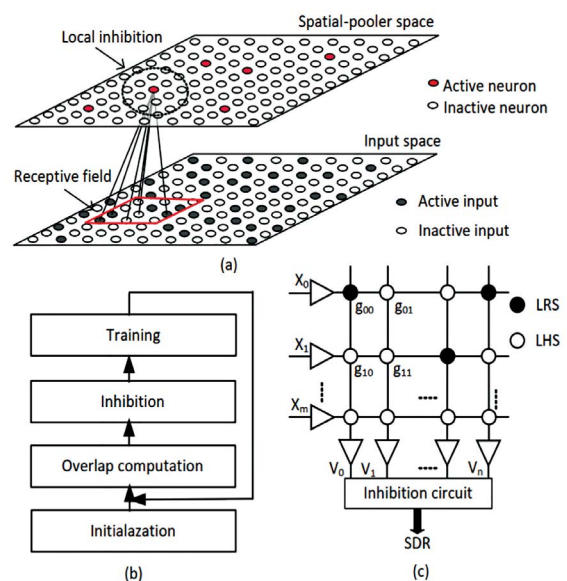 Spatial-pooler space
Local inhibition
Active neuron
Inactive neuron
Input space
Receptive field
Active input
Inactive input
(a)
Training
Inhibition
Overlap computation
Initialazation
(b)
X0
g00 g01
LRS
LHS
X1
g10 g11
Xm
V0 V1 Vn
Inhibition circuit
SDR
(c)